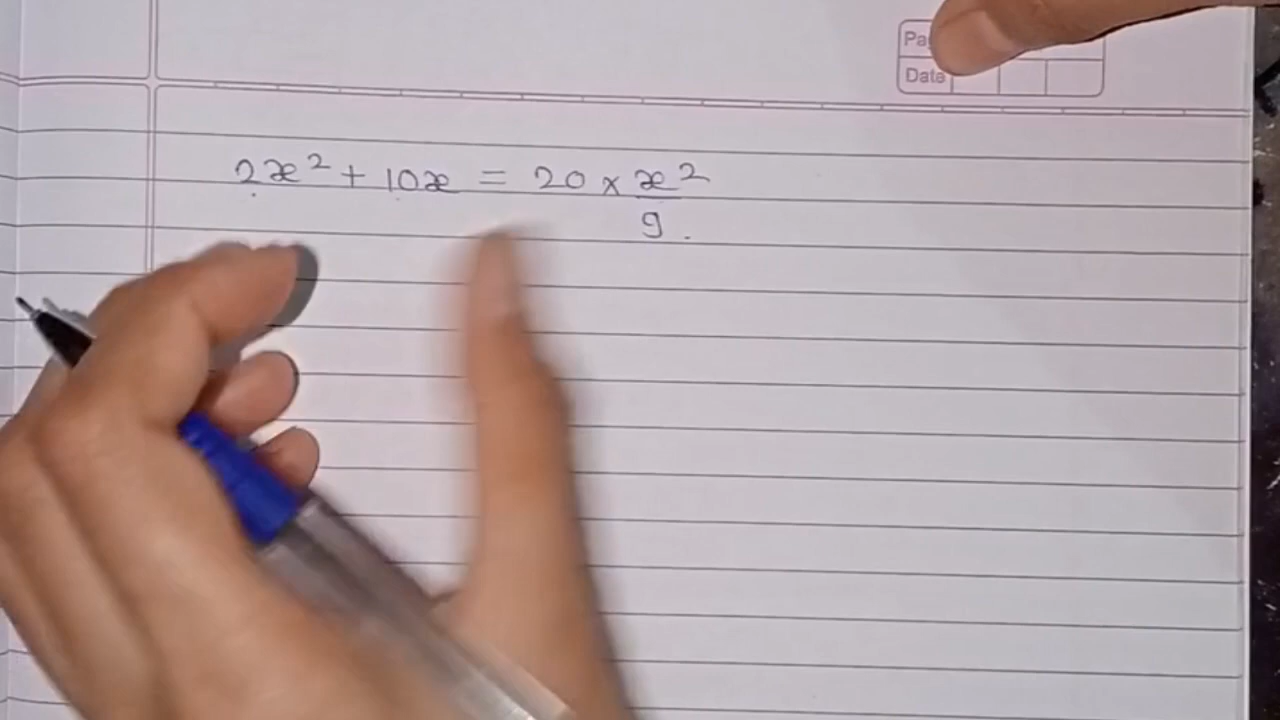 Date
2x² + 10x = 20 × x²/9.